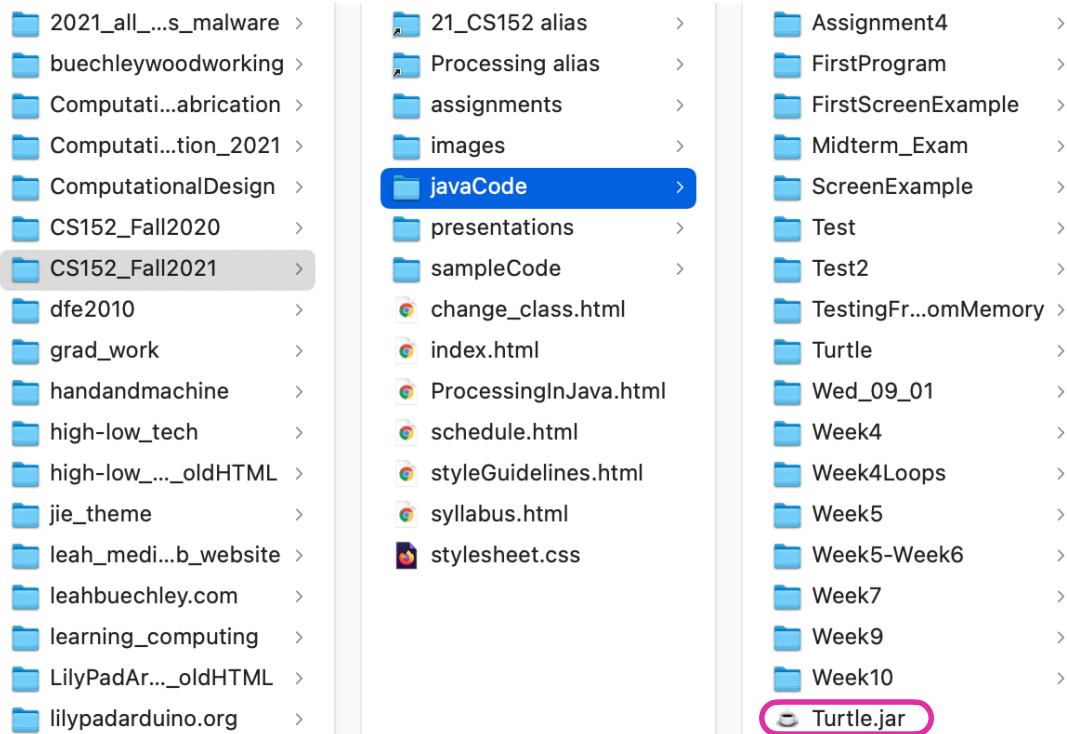 2021_all_...s_malware
buechleywoodworking
Computati...abrication
Computati...tion_2021
ComputationalDesign
CS152_Fall2020
CS152_Fall2021
dfe2010
grad_work
handandmachine
high-low_tech
high-low_..._oldHTML
jie_theme
leah_medi...b_website
leahbuechley.com
learning_computing
LilyPadAr..._oldHTML
lilypadarduino.org
21_CS152 alias
Processing alias
assignments
images
javaCode
presentations
sampleCode
change_class.html
index.html
ProcessingInJava.html
schedule.html
styleGuidelines.html
syllabus.html
stylesheet.css
Assignment4
FirstProgram
FirstScreenExample
Midterm_Exam
ScreenExample
Test
Test2
TestingFr...omMemory
Turtle
Wed_09_01
Week4
Week4Loops
Week5
Week5-Week6
Week7
Week9
Week10
Turtle.jar